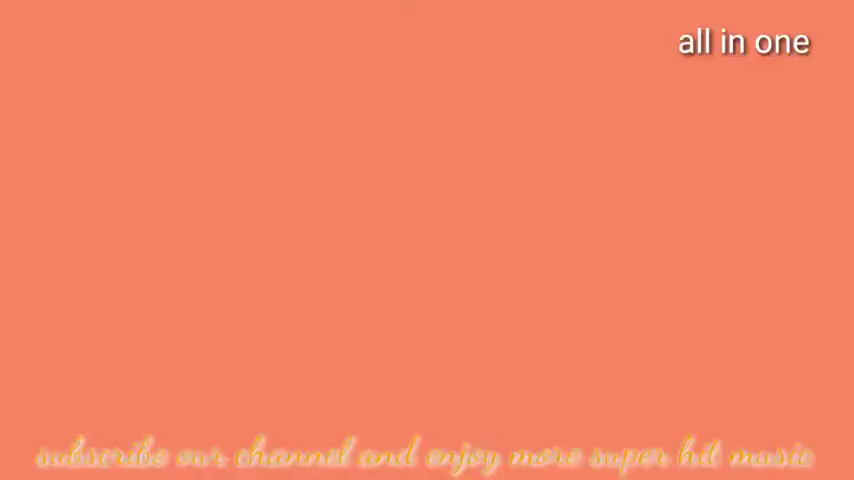 all in one
subscribe our channel and enjoy more super hit music